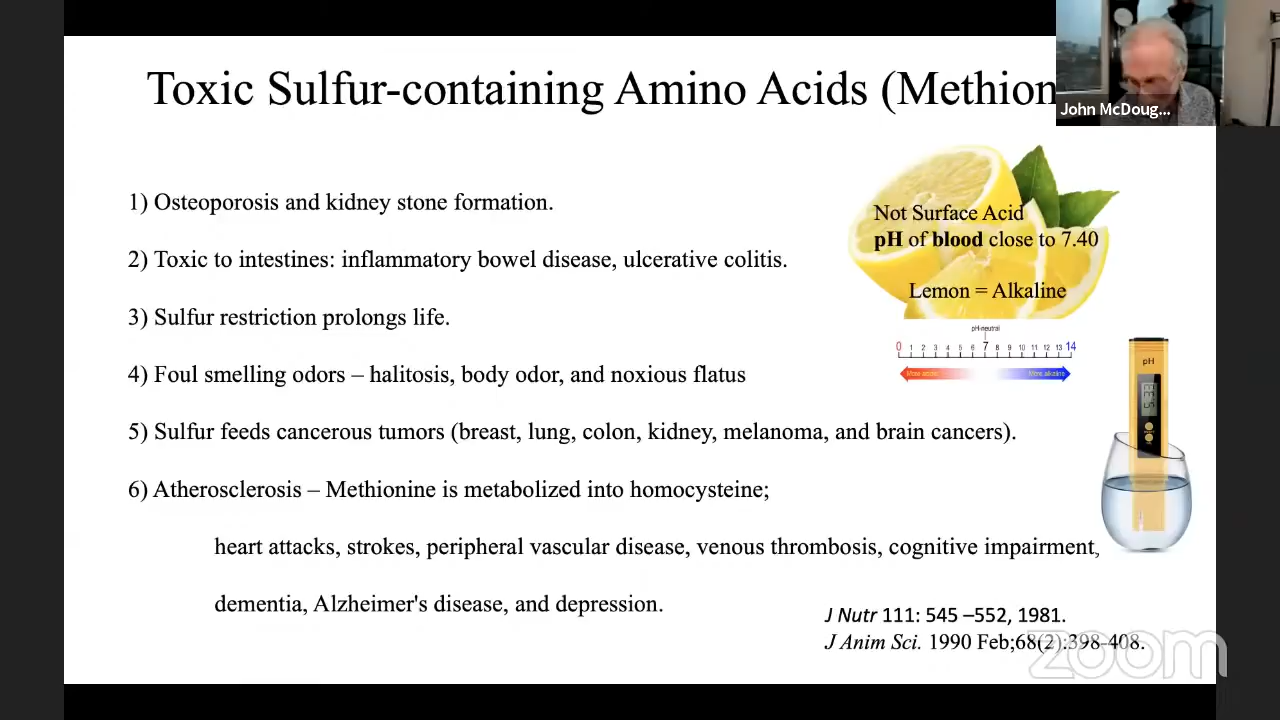 Toxic Sulfur-containing Amino Acids (Methion
John McDoug...
1) Osteoporosis and kidney stone formation.
Not Surface Acid
pH of blood close to 7.40
2) Toxic to intestines: inflammatory bowel disease, ulcerative colitis.
Lemon = Alkaline
3) Sulfur restriction prolongs life.
pH-neutral
0 1 2 3 4 5 6 7 8 9 10 11 12 13 14
More acidic More alkaline
pH
4) Foul smelling odors – halitosis, body odor, and noxious flatus
5) Sulfur feeds cancerous tumors (breast, lung, colon, kidney, melanoma, and brain cancers).
6) Atherosclerosis – Methionine is metabolized into homocysteine;
heart attacks, strokes, peripheral vascular disease, venous thrombosis, cognitive impairment,
dementia, Alzheimer's disease, and depression.
J Nutr 111: 545 –552, 1981.
J Anim Sci. 1990 Feb;68(2):398-408.
zoom